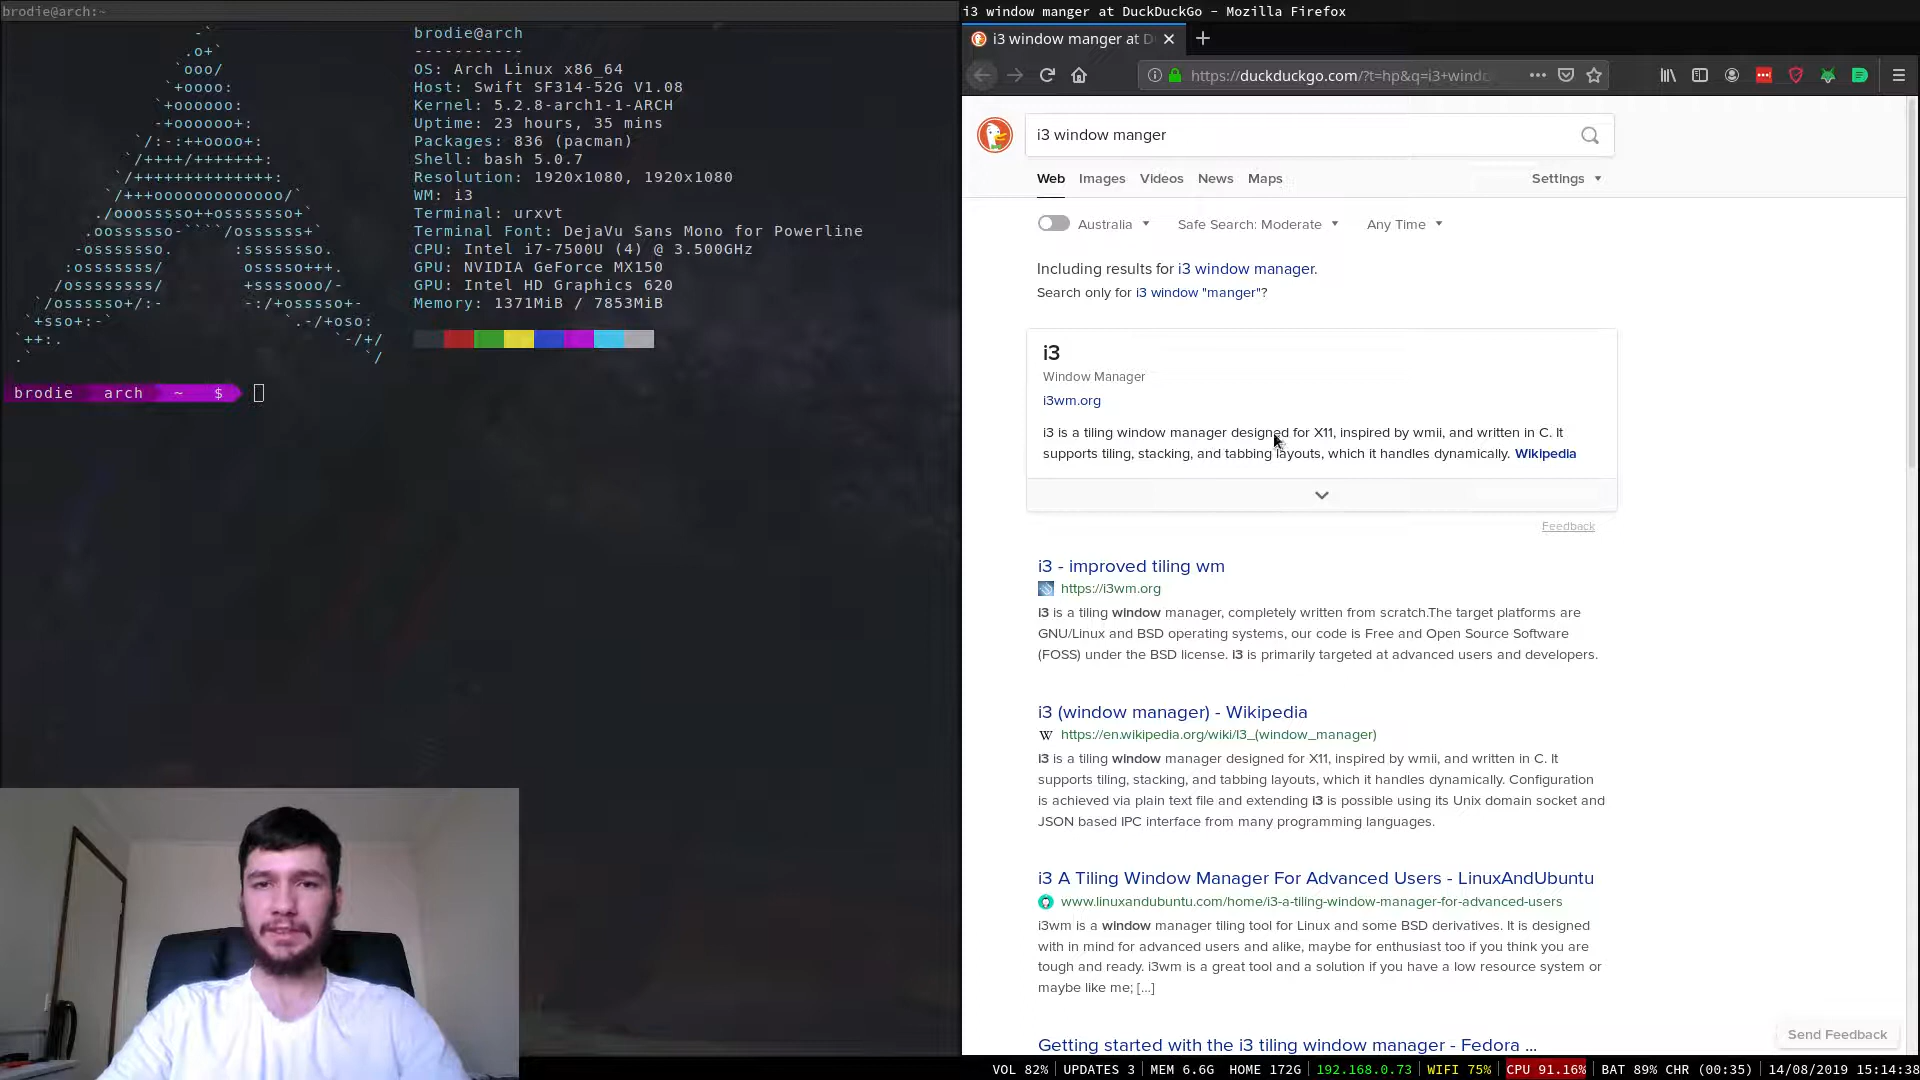 brodie@arch:~
brodie@arch
-----------
OS: Arch Linux x86_64
Host: Swift SF314-52G V1.08
Kernel: 5.2.8-arch1-1-ARCH
Uptime: 23 hours, 35 mins
Packages: 836 (pacman)
Shell: bash 5.0.7
Resolution: 1920x1080, 1920x1080
WM: i3
Terminal: urxvt
Terminal Font: DejaVu Sans Mono for Powerline
CPU: Intel i7-7500U (4) @ 3.500GHz
GPU: NVIDIA GeForce MX150
GPU: Intel HD Graphics 620
Memory: 1371MiB / 7853MiB
brodie arch ~ $
i3 window manger at DuckDuckGo - Mozilla Firefox
i3 window manger at D
https://duckduckgo.com/?t=hp&q=i3+windo
i3 window manger
Web Images Videos News Maps Settings
Australia Safe Search: Moderate Any Time
Including results for i3 window manager.
Search only for i3 window "manger"?
i3
Window Manager
i3wm.org
i3 is a tiling window manager designed for X11, inspired by wmii, and written in C. It
supports tiling, stacking, and tabbing layouts, which it handles dynamically. Wikipedia
Feedback
i3 - improved tiling wm
https://i3wm.org
I3 is a tiling window manager, completely written from scratch.The target platforms are
GNU/Linux and BSD operating systems, our code is Free and Open Source Software
(FOSS) under the BSD license. I3 is primarily targeted at advanced users and developers.
i3 (window manager) - Wikipedia
W https://en.wikipedia.org/wiki/I3_(window_manager)
I3 is a tiling window manager designed for X11, inspired by wmii, and written in C. It
supports tiling, stacking, and tabbing layouts, which it handles dynamically. Configuration
is achieved via plain text file and extending I3 is possible using its Unix domain socket and
JSON based IPC interface from many programming languages.
i3 A Tiling Window Manager For Advanced Users - LinuxAndUbuntu
www.linuxandubuntu.com/home/i3-a-tiling-window-manager-for-advanced-users
i3wm is a window manager tiling tool for Linux and some BSD derivatives. It is designed
with in mind for advanced users and alike, maybe for enthusiast too if you think you are
tough and ready. i3wm is a great tool and a solution if you have a low resource system or
maybe like me; [...]
Getting started with the i3 tiling window manager - Fedora ...
Send Feedback
VOL 82% UPDATES 3 MEM 6.6G HOME 172G 192.168.0.73 WIFI 75% CPU 91.16% BAT 89% CHR (00:35) 14/08/2019 15:14:38